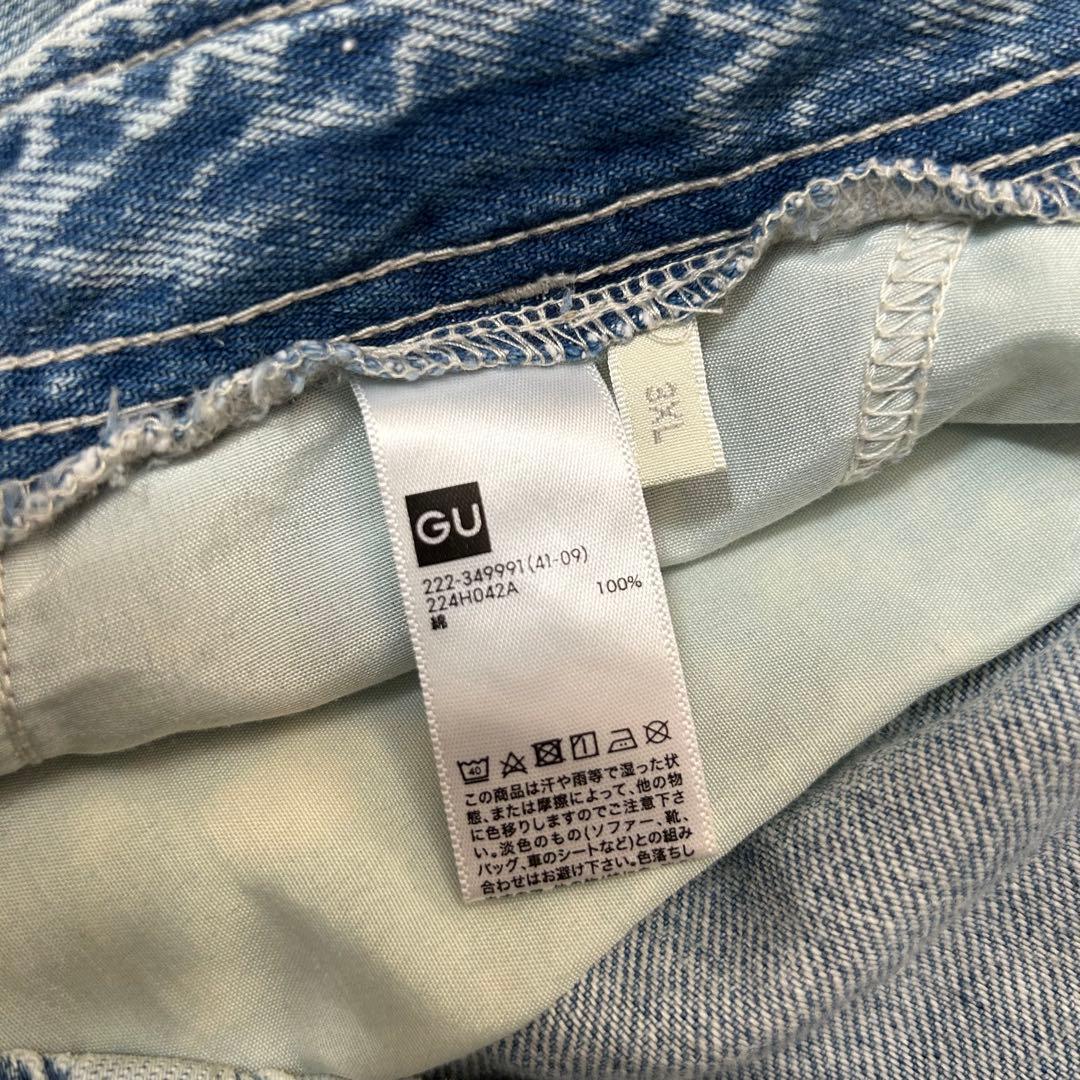 3XL
GU
222-349991(41-09)
224H042A
綿 100%
40
この商品は汗や雨等で湿った状
態、または摩擦によって、他の物
に色移りしますのでご注意下さ
い。淡色のもの(ソファー、靴、
バッグ、車のシートなど)との組み
合わせはお避け下さい。色落ちし